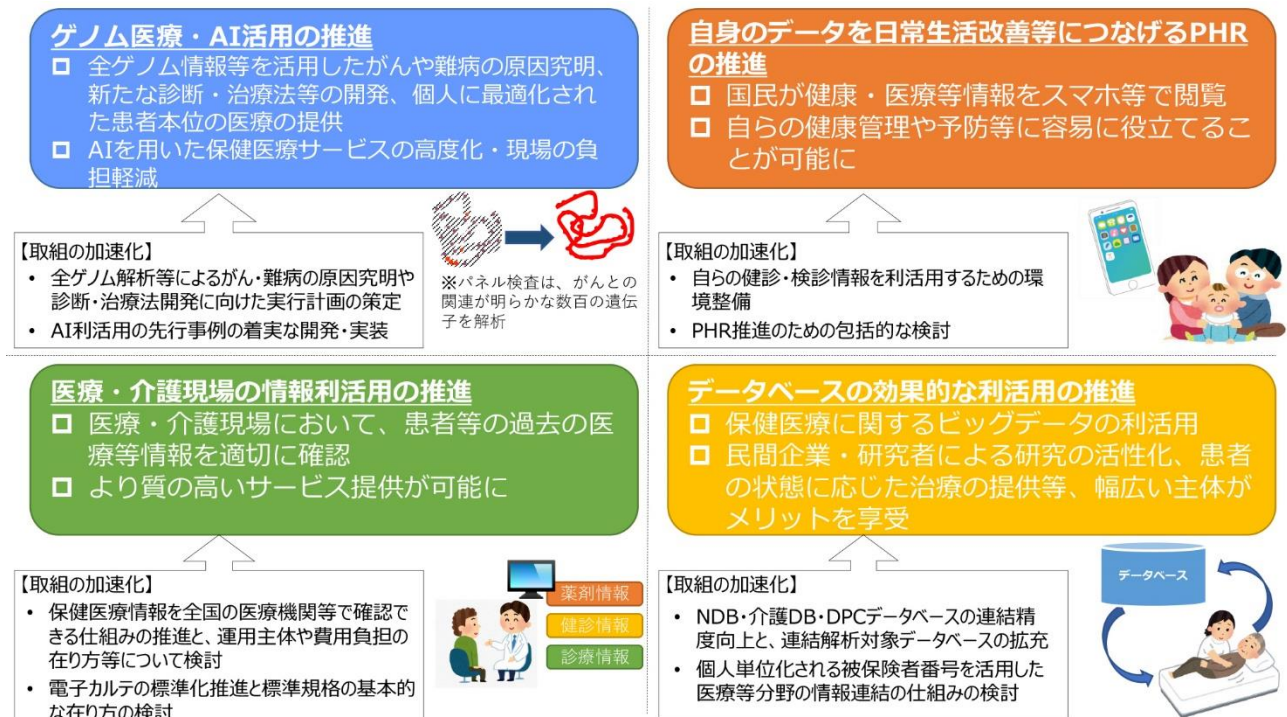 ゲノム医療・AI活用の推進
全ゲノム情報等を活用したがんや難病の原因究明、
新たな診断・治療法等の開発、個人に最適化され
た患者本位の医療の提供
AIを用いた保健医療サービスの高度化・現場の負
担軽減
【取組の加速化】
• 全ゲノム解析等によるがん・難病の原因究明や
診断・治療法開発に向けた実行計画の策定
• AI利活用の先行事例の着実な開発・実装
※パネル検査は、がんとの
関連が明らかな数百の遺伝
子を解析
自身のデータを日常生活改善等につなげるPHR
の推進
国民が健康・医療等情報をスマホ等で閲覧
自らの健康管理や予防等に容易に役立てるこ
とが可能に
【取組の加速化】
• 自らの健診・検診情報を利活用するための環
境整備
• PHR推進のための包括的な検討
医療・介護現場の情報利活用の推進
医療・介護現場において、患者等の過去の医
療等情報を適切に確認
より質の高いサービス提供が可能に
【取組の加速化】
• 保健医療情報を全国の医療機関等で確認で
きる仕組みの推進と、運用主体や費用負担の
在り方等について検討
• 電子カルテの標準化推進と標準規格の基本的
な在り方の検討
薬剤情報
健診情報
診療情報
データベースの効果的な利活用の推進
保健医療に関するビッグデータの利活用
民間企業・研究者による研究の活性化、患者
の状態に応じた治療の提供等、幅広い主体が
メリットを享受
【取組の加速化】
• NDB・介護DB・DPCデータベースの連結精
度向上と、連結解析対象データベースの拡充
• 個人単位化される被保険者番号を活用した
医療等分野の情報連結の仕組みの検討
データベース